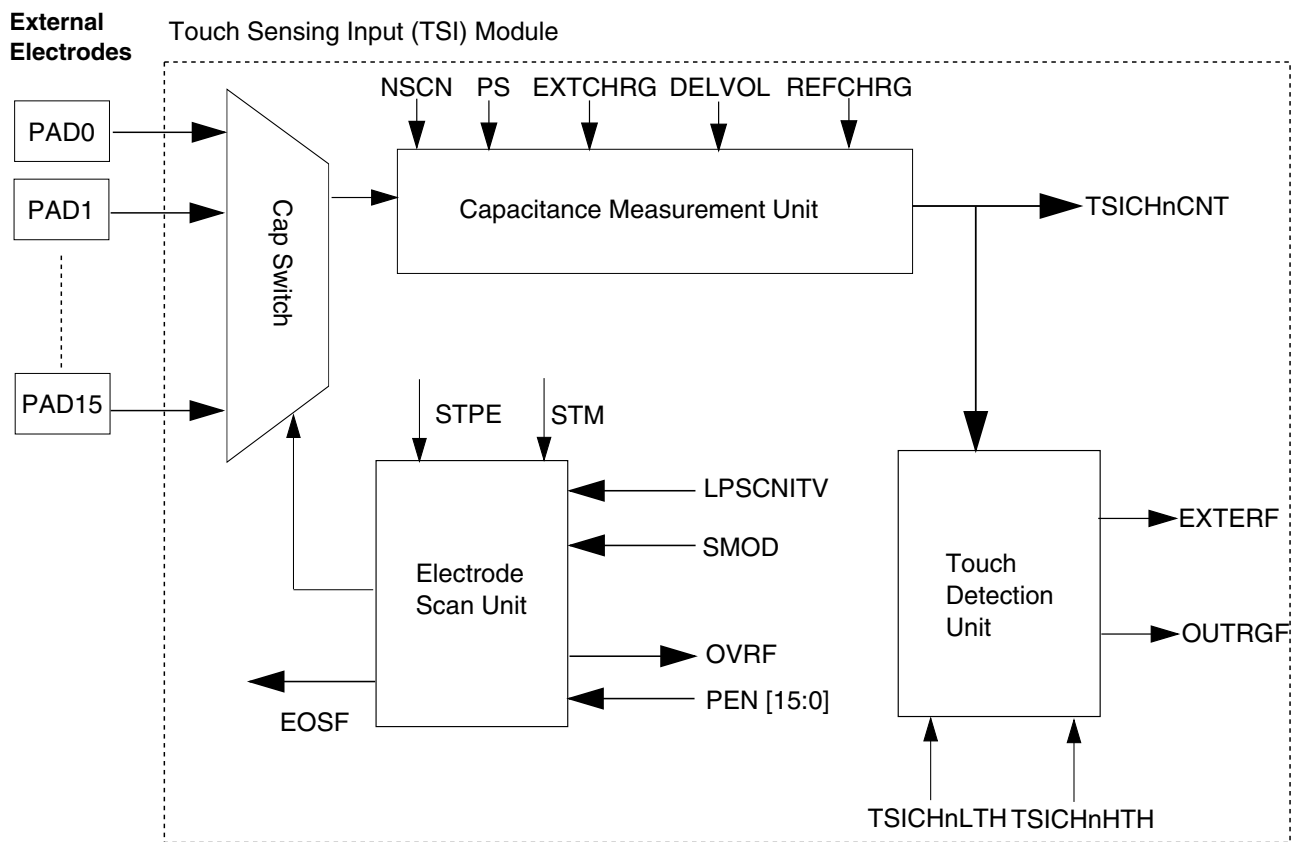 External
Electrodes
Touch Sensing Input (TSI) Module
NSCN PS EXTCHRG DELVOL REFCHRG
PAD0
PAD1
PAD15
Cap Switch
Capacitance Measurement Unit
TSICHnCNT
STPE
STM
Electrode
Scan Unit
LPSCNITV
SMOD
OVRF
PEN [15:0]
EOSF
Touch
Detection
Unit
EXTERF
OUTRGF
TSICHnLTH TSICHnHTH